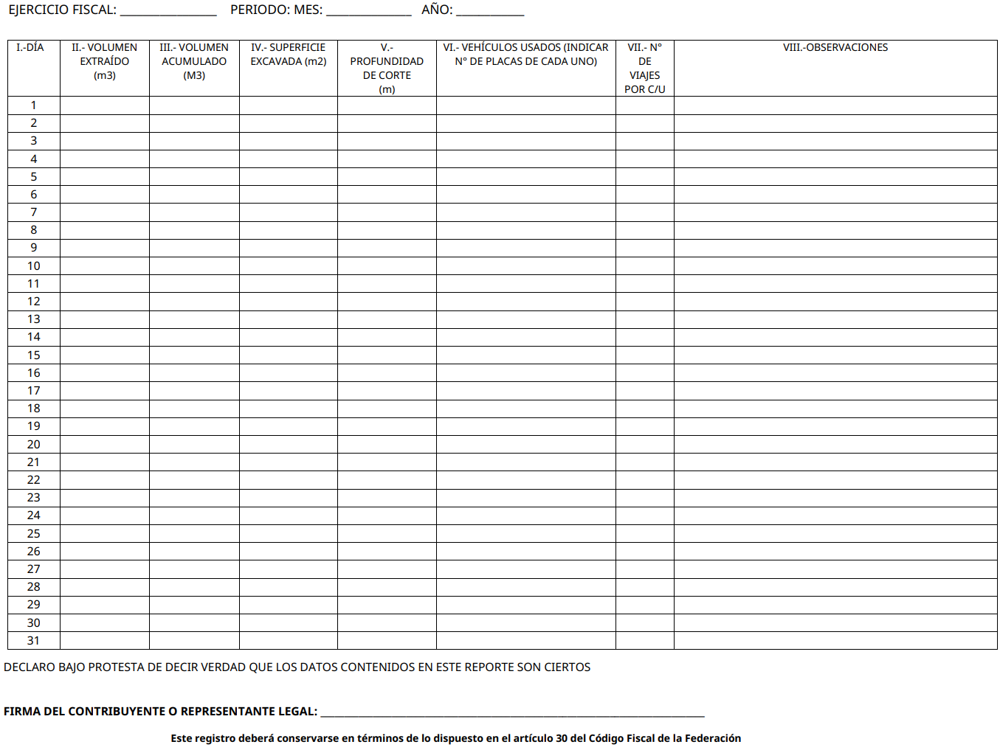 EJERCICIO FISCAL: _________________ PERIODO: MES: _______________ AÑO: ____________
I.-DÍA
II.- VOLUMEN
EXTRAÍDO
(m3)
III.- VOLUMEN
ACUMULADO
(M3)
IV.- SUPERFICIE
EXCAVADA (m2)
V.-
PROFUNDIDAD
DE CORTE
(m)
VI.- VEHÍCULOS USADOS (INDICAR
N° DE PLACAS DE CADA UNO)
VII.- N°
DE
VIAJES
POR C/U
VIII.-OBSERVACIONES
1
2
3
4
5
6
7
8
9
10
11
12
13
14
15
16
17
18
19
20
21
22
23
24
25
26
27
28
29
30
31
DECLARO BAJO PROTESTA DE DECIR VERDAD QUE LOS DATOS CONTENIDOS EN ESTE REPORTE SON CIERTOS
FIRMA DEL CONTRIBUYENTE O REPRESENTANTE LEGAL: _______________________________________________
Este registro deberá conservarse en términos de lo dispuesto en el artículo 30 del Código Fiscal de la Federación